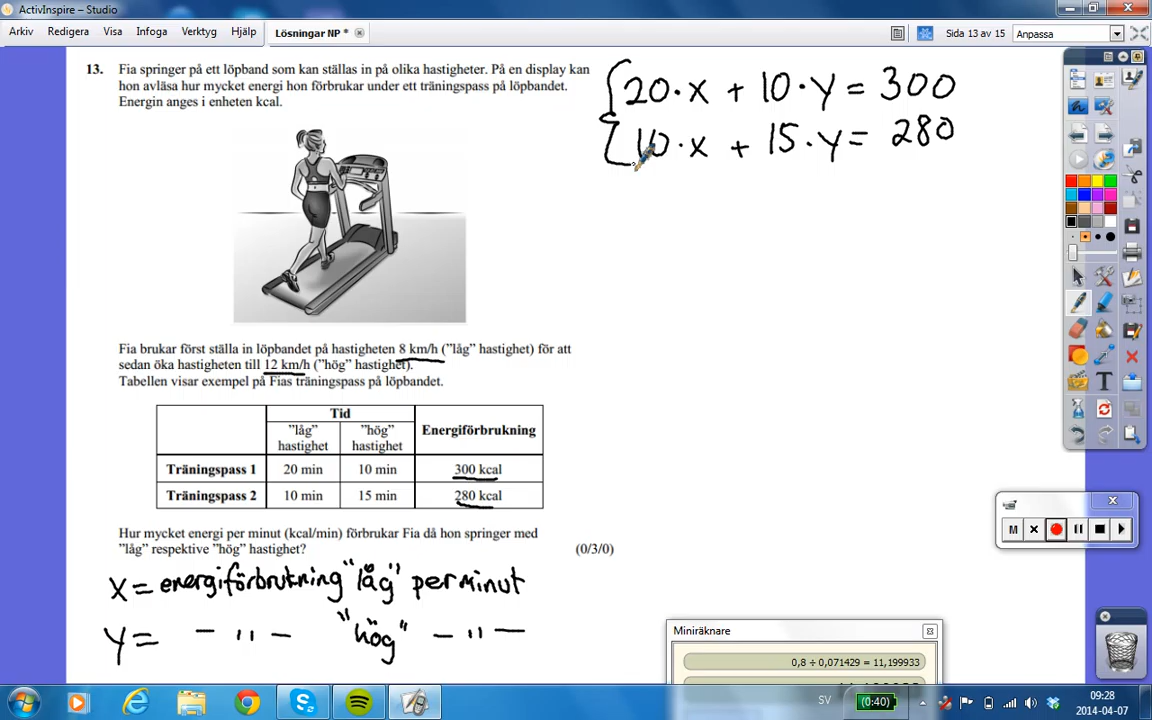 ActivInspire – Studio
Arkiv Redigera Visa Infoga Verktyg Hjälp
Lösningar NP *
Sida 13 av 15
Anpassa
13. Fia springer på ett löpband som kan ställas in på olika hastigheter. På en display kan
hon avläsa hur mycket energi hon förbrukar under ett träningspass på löpbandet.
Energin anges i enheten kcal.
20·x + 10·y = 300
10·x + 15·y = 280
Fia brukar först ställa in löpbandet på hastigheten 8 km/h ("låg" hastighet) för att
sedan öka hastigheten till 12 km/h ("hög" hastighet).
Tabellen visar exempel på Fias träningspass på löpbandet.
Tid
"låg" hastighet
"hög" hastighet
Energiförbrukning
Träningspass 1 20 min 10 min 300 kcal
Träningspass 2 10 min 15 min 280 kcal
Hur mycket energi per minut (kcal/min) förbrukar Fia då hon springer med
"låg" respektive "hög" hastighet? (0/3/0)
x = energiförbrukning "låg" per minut
y = – " – "hög" – " –
M
Miniräknare
0,8 ÷ 0,071429 = 11,199933
SV
(0:40)
09:28
2014-04-07